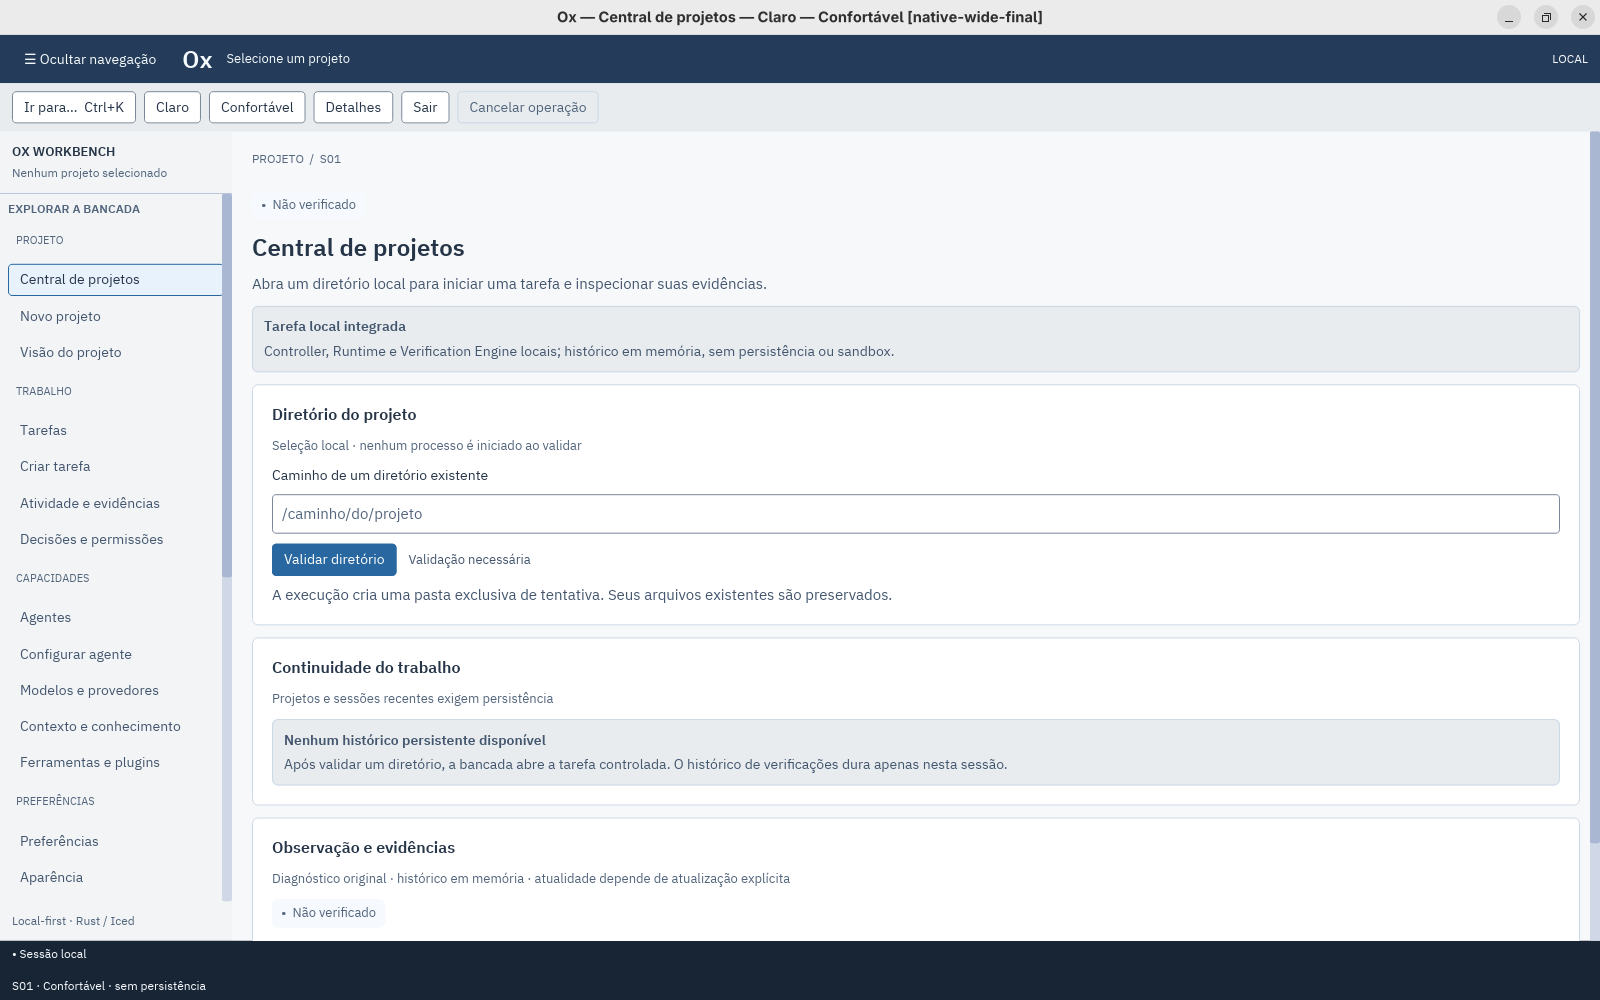 Ox — Central de projetos — Claro — Confortável [native-wide-final]
☰ Ocultar navegação
Ox
Selecione um projeto
LOCAL
Ir para... Ctrl+K
Claro
Confortável
Detalhes
Sair
Cancelar operação
OX WORKBENCH
Nenhum projeto selecionado
EXPLORAR A BANCADA
PROJETO
Central de projetos
Novo projeto
Visão do projeto
TRABALHO
Tarefas
Criar tarefa
Atividade e evidências
Decisões e permissões
CAPACIDADES
Agentes
Configurar agente
Modelos e provedores
Contexto e conhecimento
Ferramentas e plugins
PREFERÊNCIAS
Preferências
Aparência
Local-first · Rust / Iced
PROJETO / S01
• Não verificado
Central de projetos
Abra um diretório local para iniciar uma tarefa e inspecionar suas evidências.
Tarefa local integrada
Controller, Runtime e Verification Engine locais; histórico em memória, sem persistência ou sandbox.
Diretório do projeto
Seleção local · nenhum processo é iniciado ao validar
Caminho de um diretório existente
/caminho/do/projeto
Validar diretório
Validação necessária
A execução cria uma pasta exclusiva de tentativa. Seus arquivos existentes são preservados.
Continuidade do trabalho
Projetos e sessões recentes exigem persistência
Nenhum histórico persistente disponível
Após validar um diretório, a bancada abre a tarefa controlada. O histórico de verificações dura apenas nesta sessão.
Observação e evidências
Diagnóstico original · histórico em memória · atualidade depende de atualização explícita
• Não verificado
• Sessão local
S01 · Confortável · sem persistência